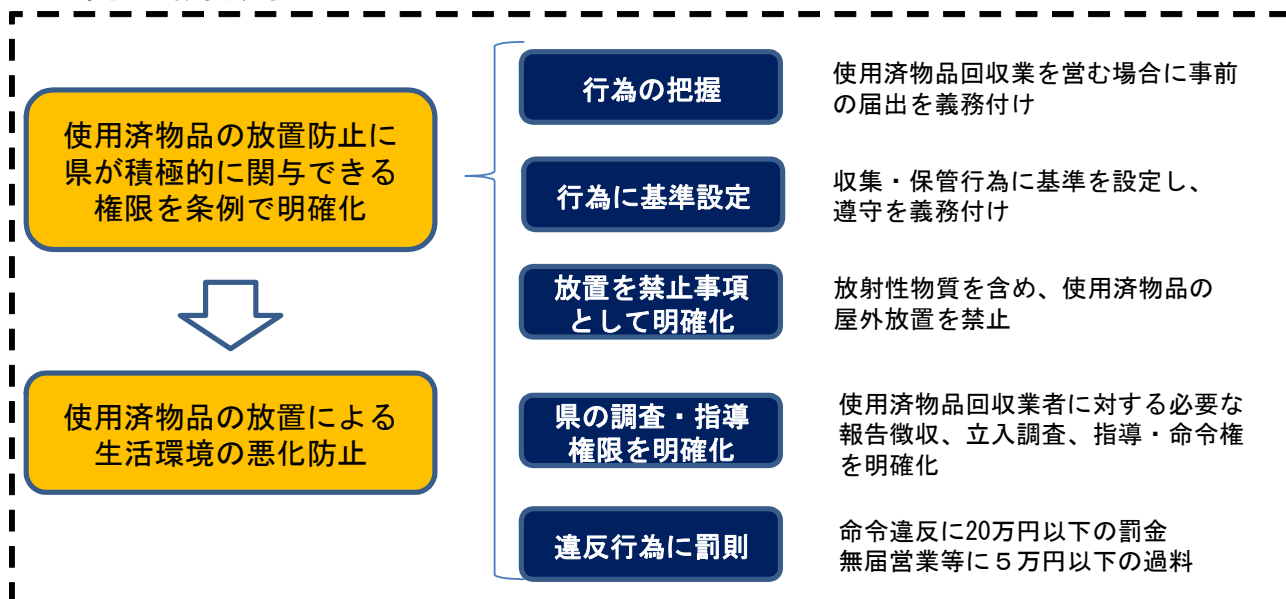 使用済物品の放置防止に
県が積極的に関与できる
権限を条例で明確化
使用済物品の放置による
生活環境の悪化防止
行為の把握
使用済物品回収業を営む場合に事前
の届出を義務付け
行為に基準設定
収集・保管行為に基準を設定し、
遵守を義務付け
放置を禁止事項
として明確化
放射性物質を含め、使用済物品の
屋外放置を禁止
県の調査・指導
権限を明確化
使用済物品回収業者に対する必要な
報告徴収、立入調査、指導・命令権
を明確化
違反行為に罰則
命令違反に20万円以下の罰金
無届営業等に５万円以下の過料